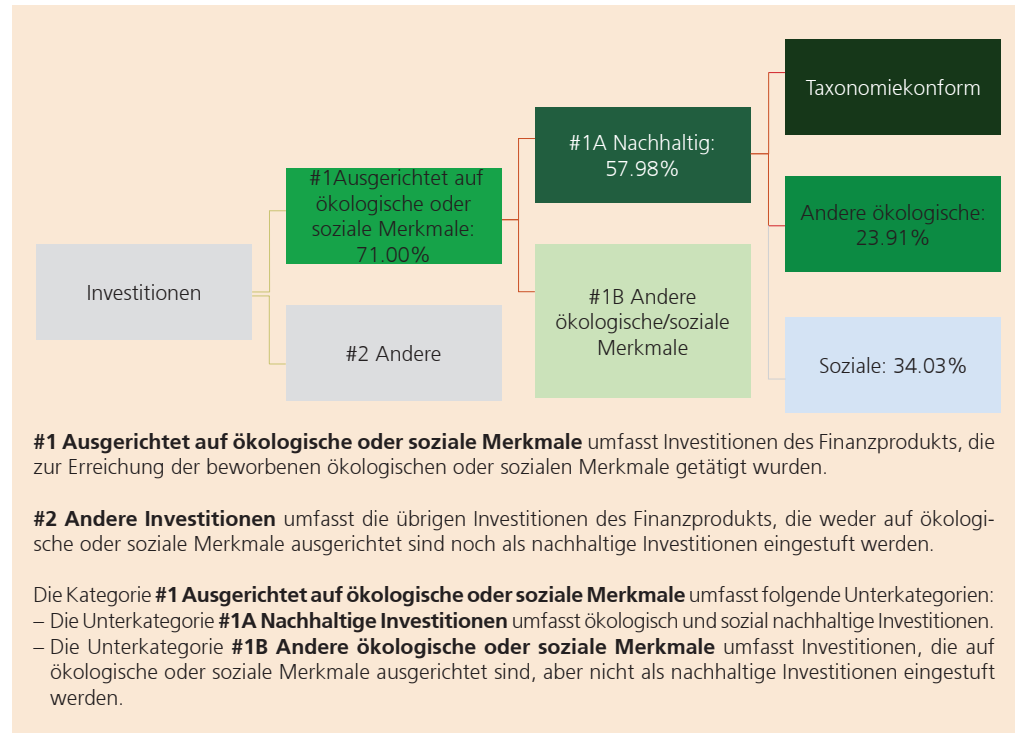 Taxonomiekonform
#1A Nachhaltig:
57.98%
#1Ausgerichtet auf
ökologische oder
soziale Merkmale:
71.00%
Andere ökologische:
23.91%
Investitionen
#1B Andere
ökologische/soziale
Merkmale
#2 Andere
Soziale: 34.03%
#1 Ausgerichtet auf ökologische oder soziale Merkmale umfasst Investitionen des Finanzprodukts, die
zur Erreichung der beworbenen ökologischen oder sozialen Merkmale getätigt wurden.
#2 Andere Investitionen umfasst die übrigen Investitionen des Finanzprodukts, die weder auf ökologi-
sche oder soziale Merkmale ausgerichtet sind noch als nachhaltige Investitionen eingestuft werden.
Die Kategorie #1 Ausgerichtet auf ökologische oder soziale Merkmale umfasst folgende Unterkategorien:
– Die Unterkategorie #1A Nachhaltige Investitionen umfasst ökologisch und sozial nachhaltige Investitionen.
– Die Unterkategorie #1B Andere ökologische oder soziale Merkmale umfasst Investitionen, die auf
ökologische oder soziale Merkmale ausgerichtet sind, aber nicht als nachhaltige Investitionen eingestuft
werden.